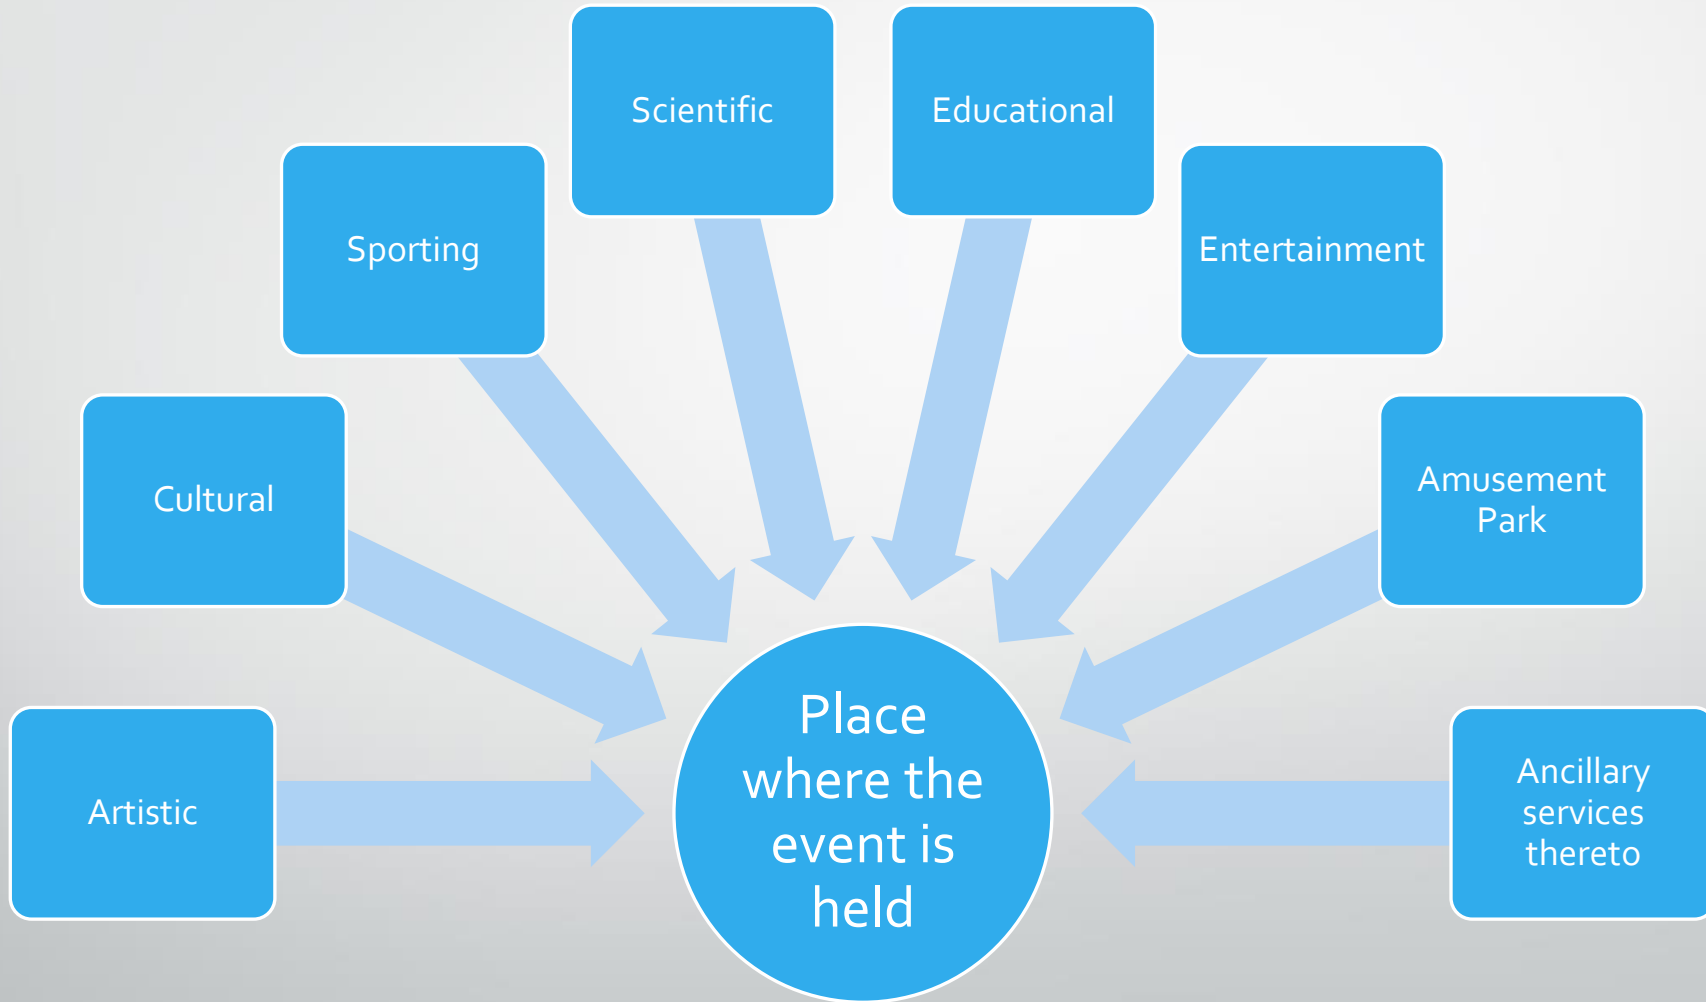 Scientific
Educational
Sporting
Entertainment
Cultural
Amusement
Park
Artistic
Place
where the
event is
held
Ancillary
services
thereto